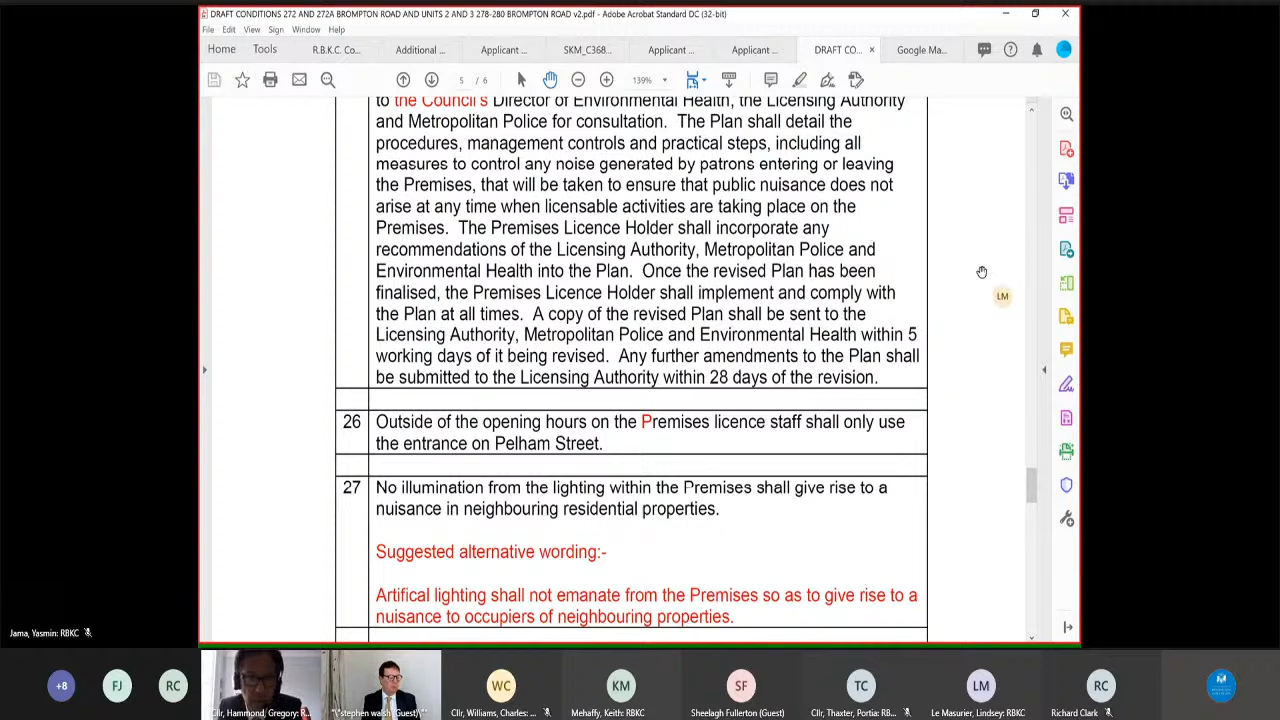 DRAFT CONDITIONS 272 AND 272A BROMPTON ROAD AND UNITS 2 AND 3 278-280 BROMPTON ROAD v2.pdf - Adobe Acrobat Standard DC (32-bit)
File Edit View Sign Window Help
Home Tools R.B.K.C. Co... Additional ... Applicant ... SKM_C368... Applicant ... Applicant ... DRAFT CO... × Google Ma...
5 / 6 139%
to the Council's Director of Environmental Health, the Licensing Authority
and Metropolitan Police for consultation. The Plan shall detail the
procedures, management controls and practical steps, including all
measures to control any noise generated by patrons entering or leaving
the Premises, that will be taken to ensure that public nuisance does not
arise at any time when licensable activities are taking place on the
Premises. The Premises Licence Holder shall incorporate any
recommendations of the Licensing Authority, Metropolitan Police and
Environmental Health into the Plan. Once the revised Plan has been
finalised, the Premises Licence Holder shall implement and comply with
the Plan at all times. A copy of the revised Plan shall be sent to the
Licensing Authority, Metropolitan Police and Environmental Health within 5
working days of it being revised. Any further amendments to the Plan shall
be submitted to the Licensing Authority within 28 days of the revision.
LM
26 Outside of the opening hours on the Premises licence staff shall only use
the entrance on Pelham Street.
27 No illumination from the lighting within the Premises shall give rise to a
nuisance in neighbouring residential properties.
Suggested alternative wording:-
Artifical lighting shall not emanate from the Premises so as to give rise to a
nuisance to occupiers of neighbouring properties.
Jama, Yasmin: RBKC
+8 FJ RC WC KM SF TC LM RC
Cllr, Hammond, Gregory: R... "\"stephen walsh (Guest)\"" Cllr, Williams, Charles: ... Mehaffy, Keith: RBKC Sheelagh Fullerton (Guest) Cllr, Thaxter, Portia: RB... Le Masurier, Lindsey: RBKC Richard Clark